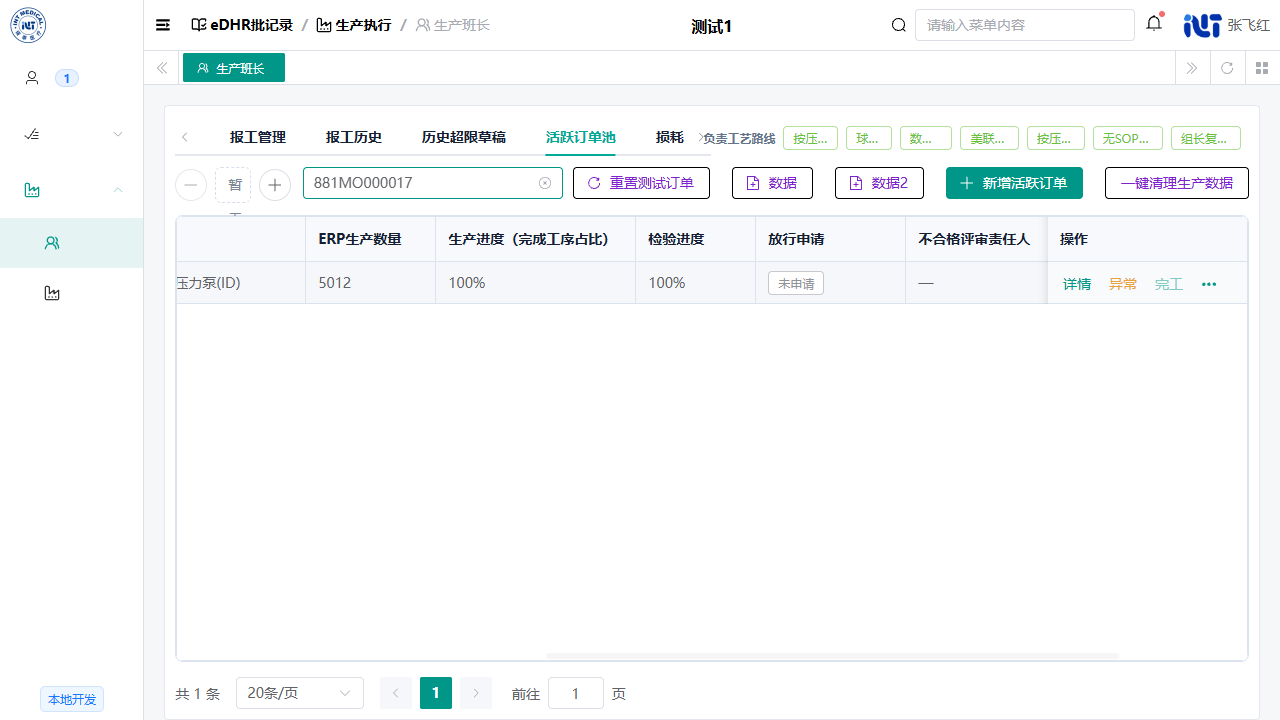 eDHR批记录 / 生产执行 / 生产班长
测试1
请输入菜单内容
张飞红
1
生产班长
报工管理 报工历史 历史超限草稿 活跃订单池 损耗
负责工艺路线 按压... 球... 数... 美联... 按压... 无SOP... 组长复...
暂
881MO000017
重置测试订单 数据 数据2 新增活跃订单 一键清理生产数据
ERP生产数量 生产进度（完成工序占比） 检验进度 放行申请 不合格评审责任人 操作
压力泵(ID) 5012 100% 100% 未申请 — 详情 异常 完工
共 1 条 20条/页 1 前往 1 页
本地开发